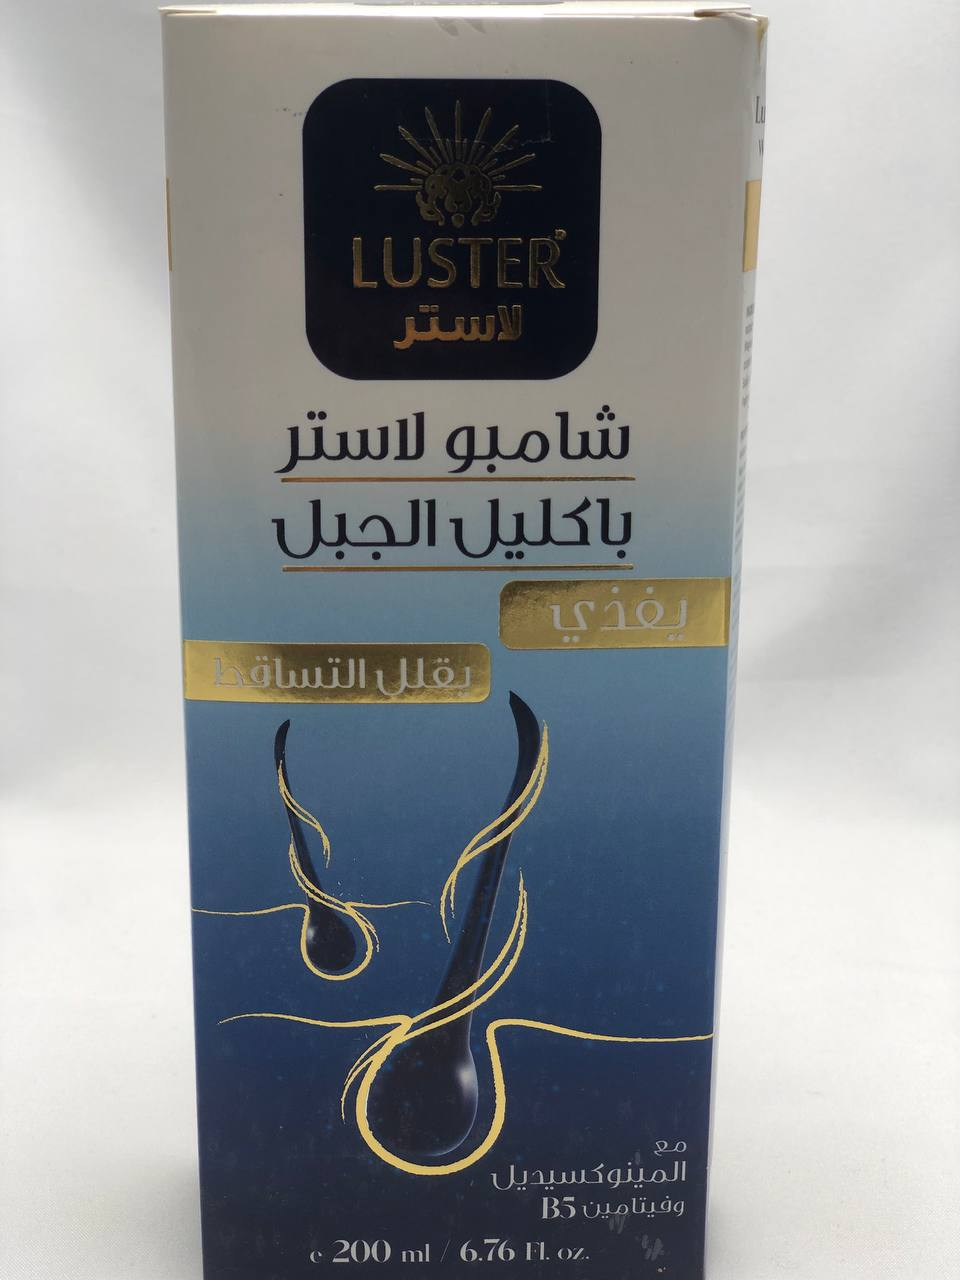 LUSTER®
لاستر
شامبو لاستر
باكليل الجبل
يغذي
يقلل التساقط
مع
المينوكسيديل
وفيتامين B5
e 200 ml / 6.76 Fl. oz.